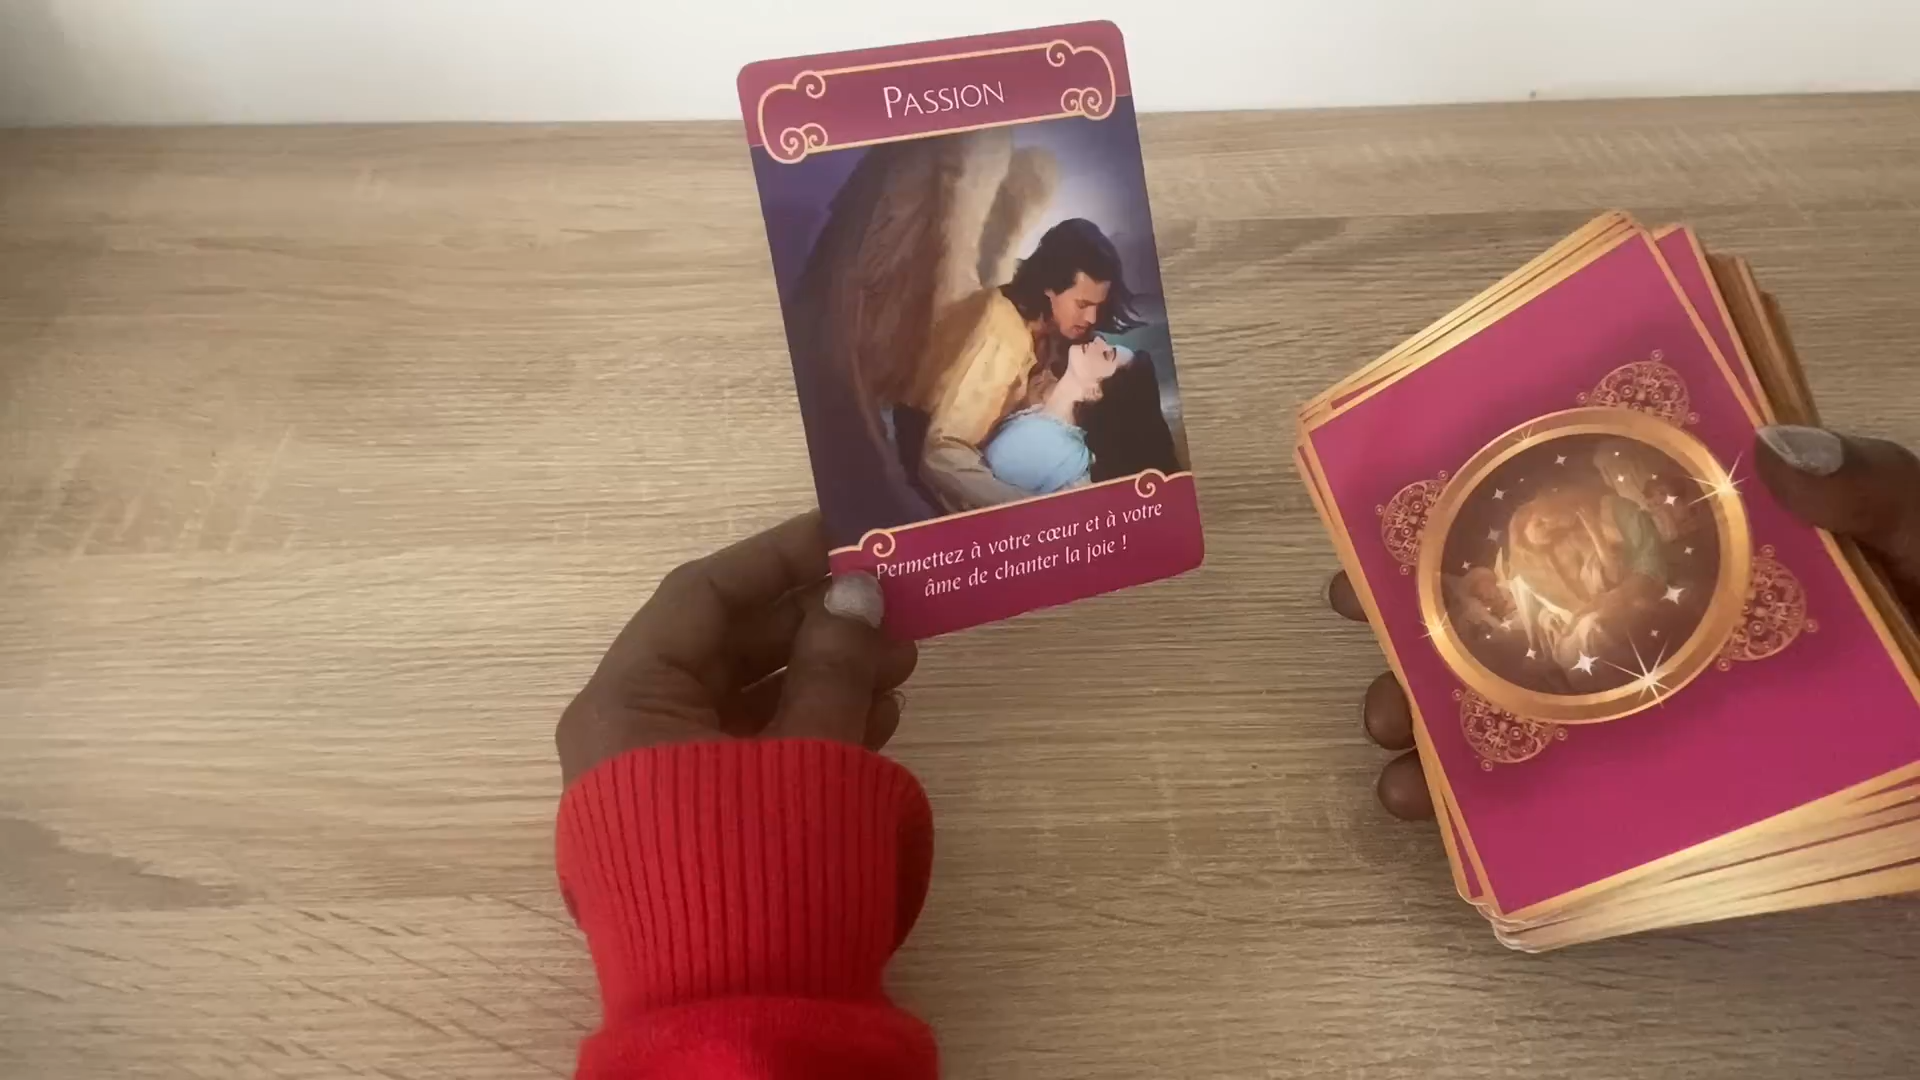 PASSION
Permettez à votre cœur et à votre
âme de chanter la joie !